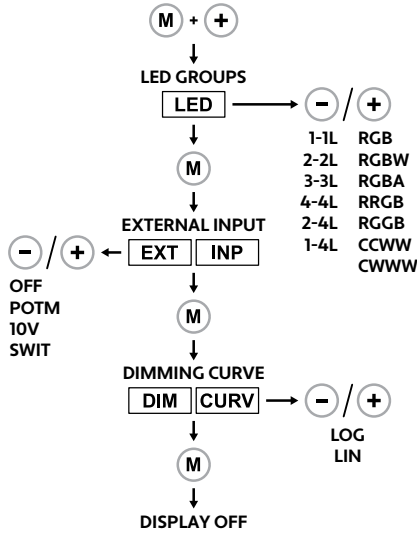 M + +
LED GROUPS
LED
- / +
1-1L RGB
2-2L RGBW
3-3L RGBA
4-4L RRGB
2-4L RGGB
1-4L CCWW
CWWW
M
EXTERNAL INPUT
- / +
EXT INP
OFF
POTM
10V
SWIT
M
DIMMING CURVE
DIM CURV
- / +
LOG
LIN
M
DISPLAY OFF